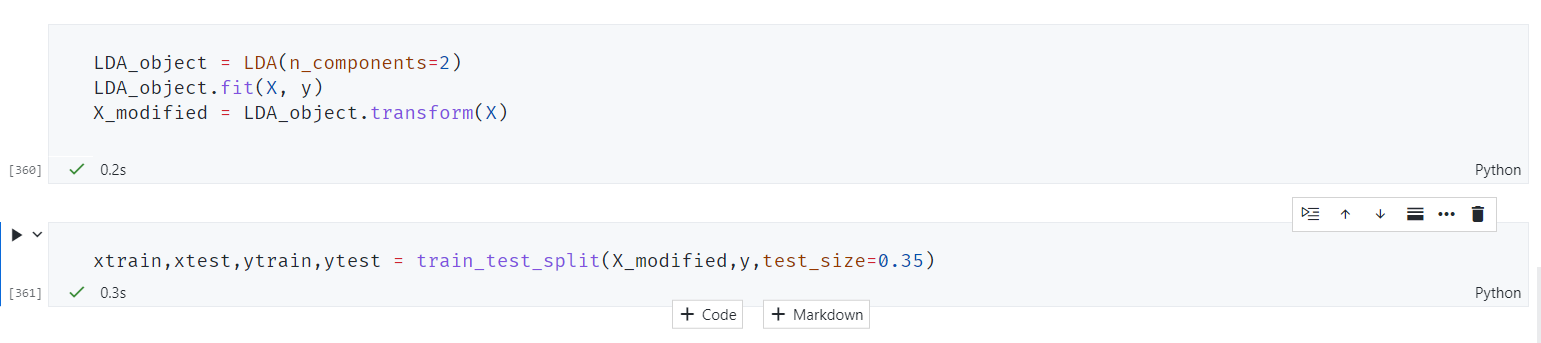 LDA_object = LDA(n_components=2)
LDA_object.fit(X, y)
X_modified = LDA_object.transform(X)
[360] 0.2s Python
xtrain,xtest,ytrain,ytest = train_test_split(X_modified,y,test_size=0.35)
[361] 0.3s Python
+ Code + Markdown